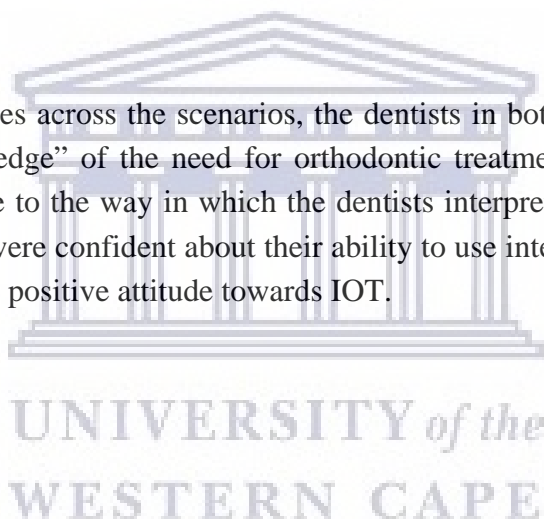 es across the scenarios, the dentists in bot
edge” of the need for orthodontic treatme
e to the way in which the dentists interpre
were confident about their ability to use inte
positive attitude towards IOT.
UNIVERSITY of the
WESTERN CAPE